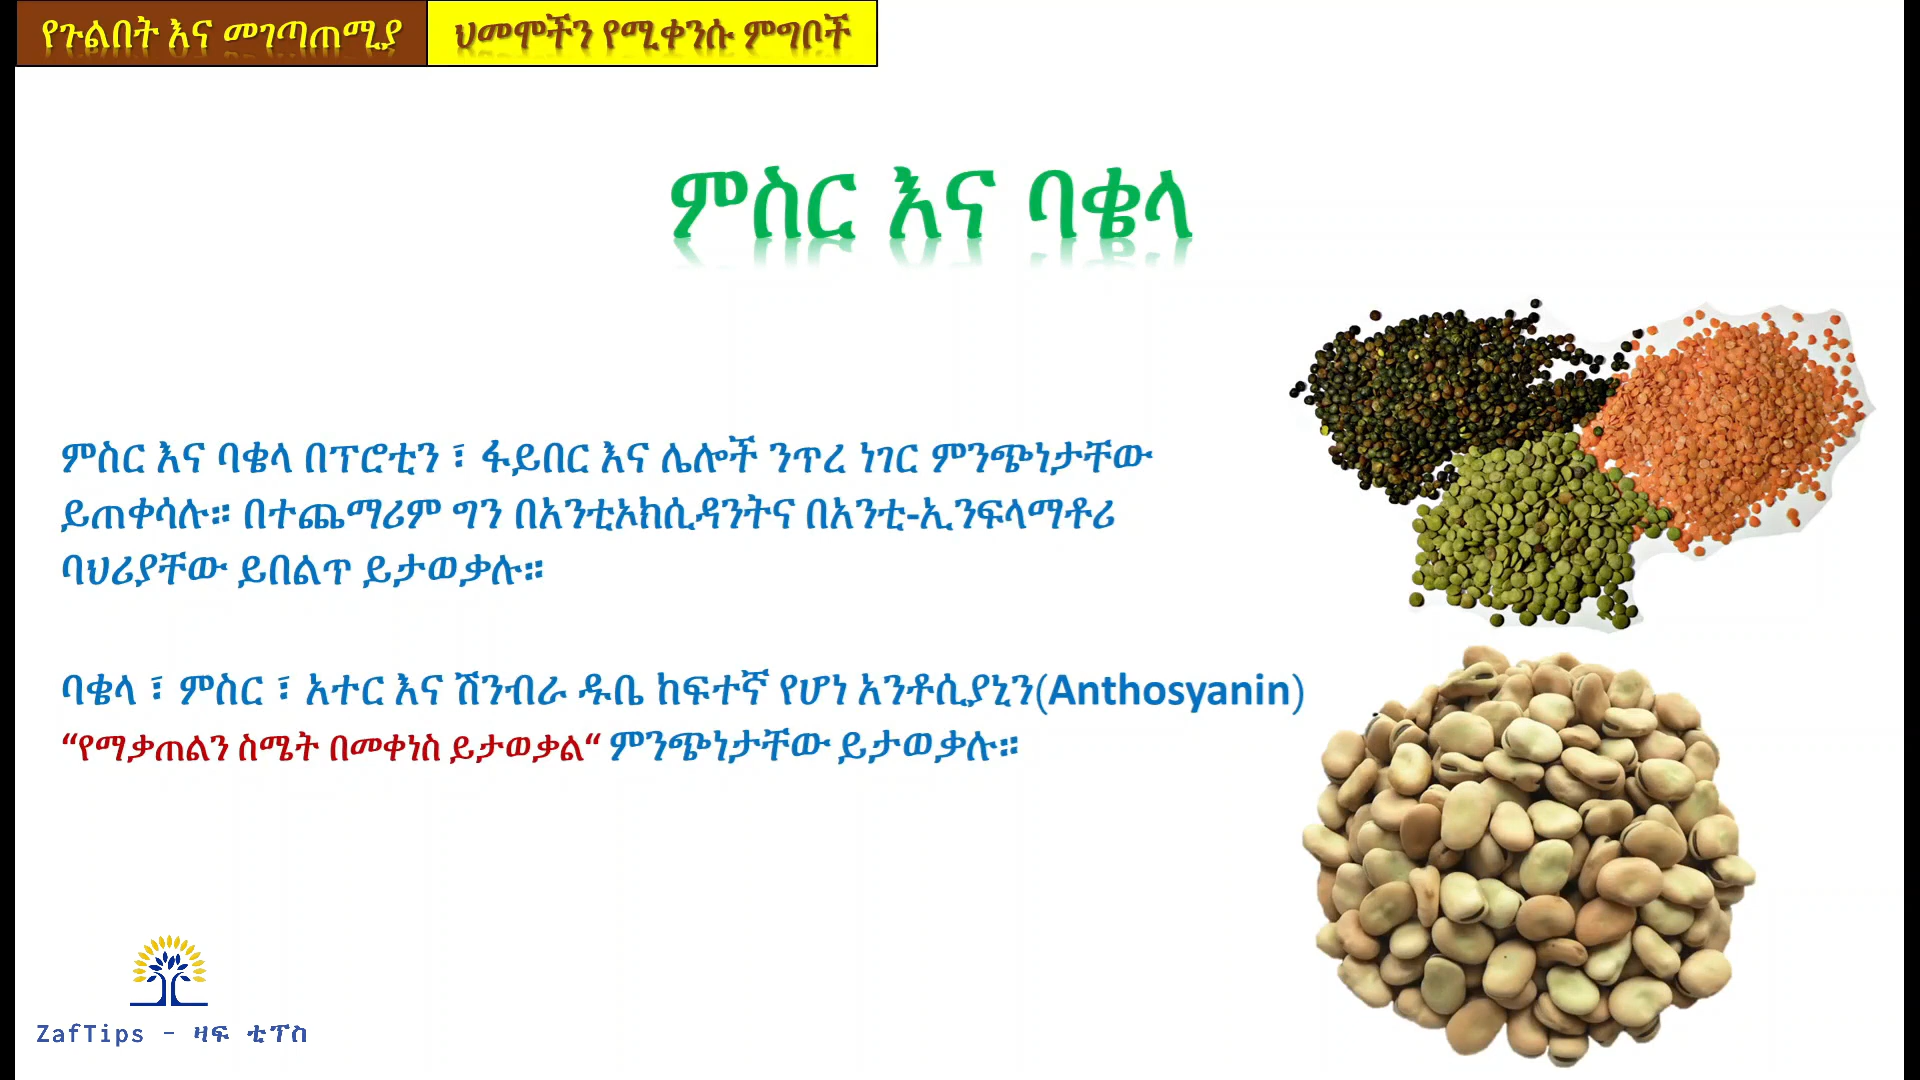 የጉልበት እና መገጣጠሚያ ህመሞችን የሚቀንሱ ምግቦች
ምስር እና ባቄላ
ምስር እና ባቄላ በፕሮቲን ፣ ፋይበር እና ሌሎች ንጥረ ነገር ምንጭነታቸው
ይጠቀሳሉ። በተጨማሪም ግን በአንቲኦክሲዳንትና በአንቲ-ኢንፍላማቶሪ
ባህሪያቸው ይበልጥ ይታወቃሉ።
ባቄላ ፣ ምስር ፣ አተር እና ሽንብራ ዱቤ ከፍተኛ የሆነ አንቶሲያኒን(Anthosyanin)
“የማቃጠልን ስሜት በመቀነስ ይታወቃል“ ምንጭነታቸው ይታወቃሉ።
ZafTips - ዛፍ ቲፕስ